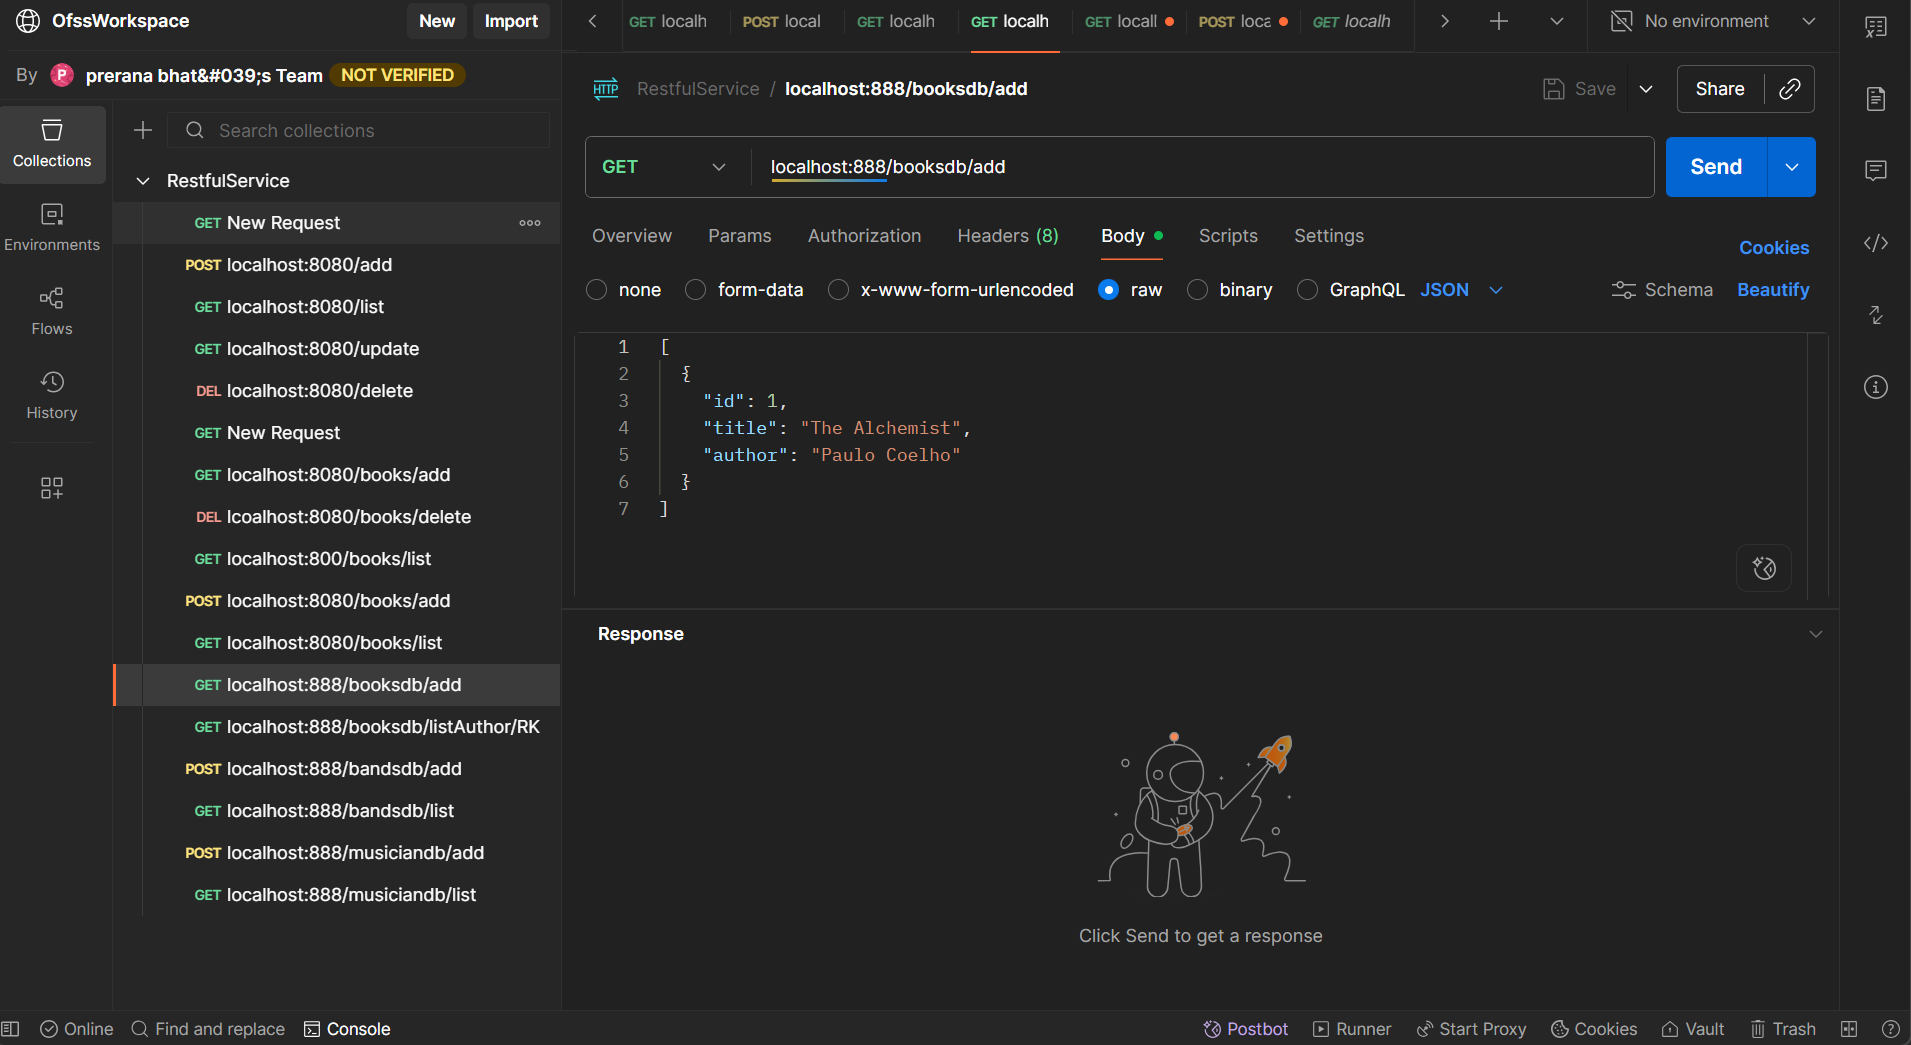 OfssWorkspace
New
Import
GET localh
POST local
GET localh
GET localh
GET locall
POST loca
GET localh
No environment
By
P
prerana bhat&#039;s Team
NOT VERIFIED
HTTP
RestfulService / localhost:888/booksdb/add
Save
Share
Collections
Environments
Flows
History
Search collections
RestfulService
GET New Request
POST localhost:8080/add
GET localhost:8080/list
GET localhost:8080/update
DEL localhost:8080/delete
GET New Request
GET localhost:8080/books/add
DEL lcoalhost:8080/books/delete
GET localhost:800/books/list
POST localhost:8080/books/add
GET localhost:8080/books/list
GET localhost:888/booksdb/add
GET localhost:888/booksdb/listAuthor/RK
POST localhost:888/bandsdb/add
GET localhost:888/bandsdb/list
POST localhost:888/musiciandb/add
GET localhost:888/musiciandb/list
GET
localhost:888/booksdb/add
Send
Overview
Params
Authorization
Headers (8)
Body
Scripts
Settings
Cookies
none
form-data
x-www-form-urlencoded
raw
binary
GraphQL
JSON
Schema
Beautify
1 [
2 {
3 "id": 1,
4 "title": "The Alchemist",
5 "author": "Paulo Coelho"
6 }
7 ]
Response
Click Send to get a response
Online
Find and replace
Console
Postbot
Runner
Start Proxy
Cookies
Vault
Trash